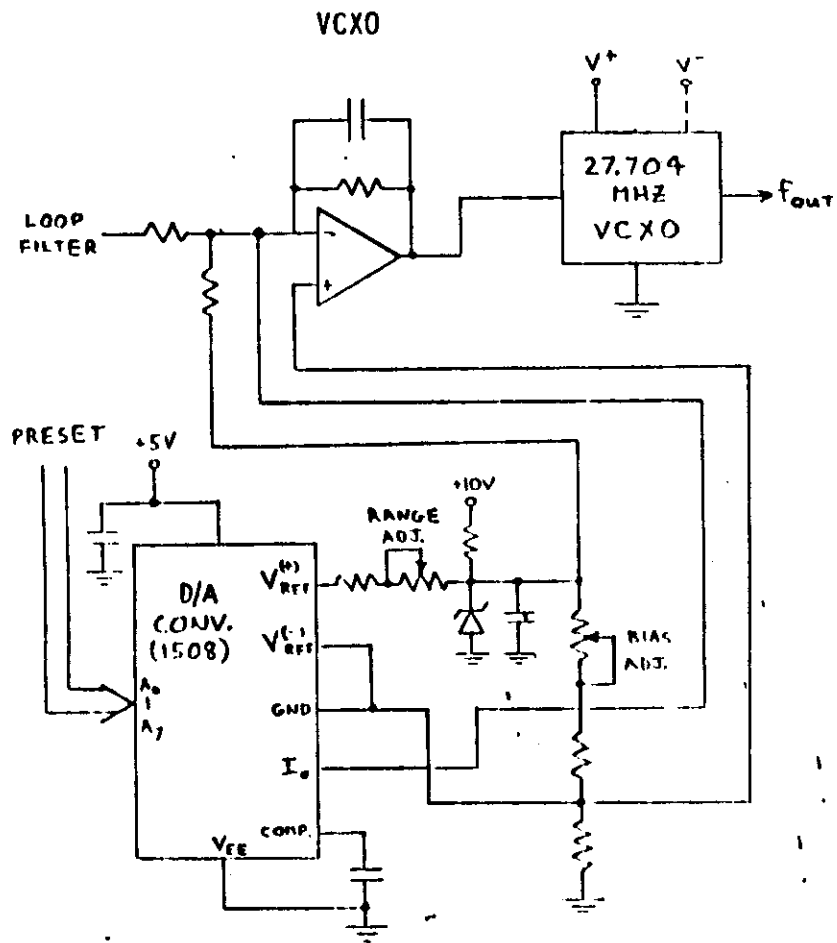 VCXO
V+
V-
27.704
MHZ
VCXO
fOUT
LOOP
FILTER
-
+
PRESET
+5V
+10V
RANGE
ADJ.
D/A
CONV.
(1508)
VREF(+)
VREF(-)
GND
Io
COMP.
VEE
A0
A7
BIAS
ADJ.